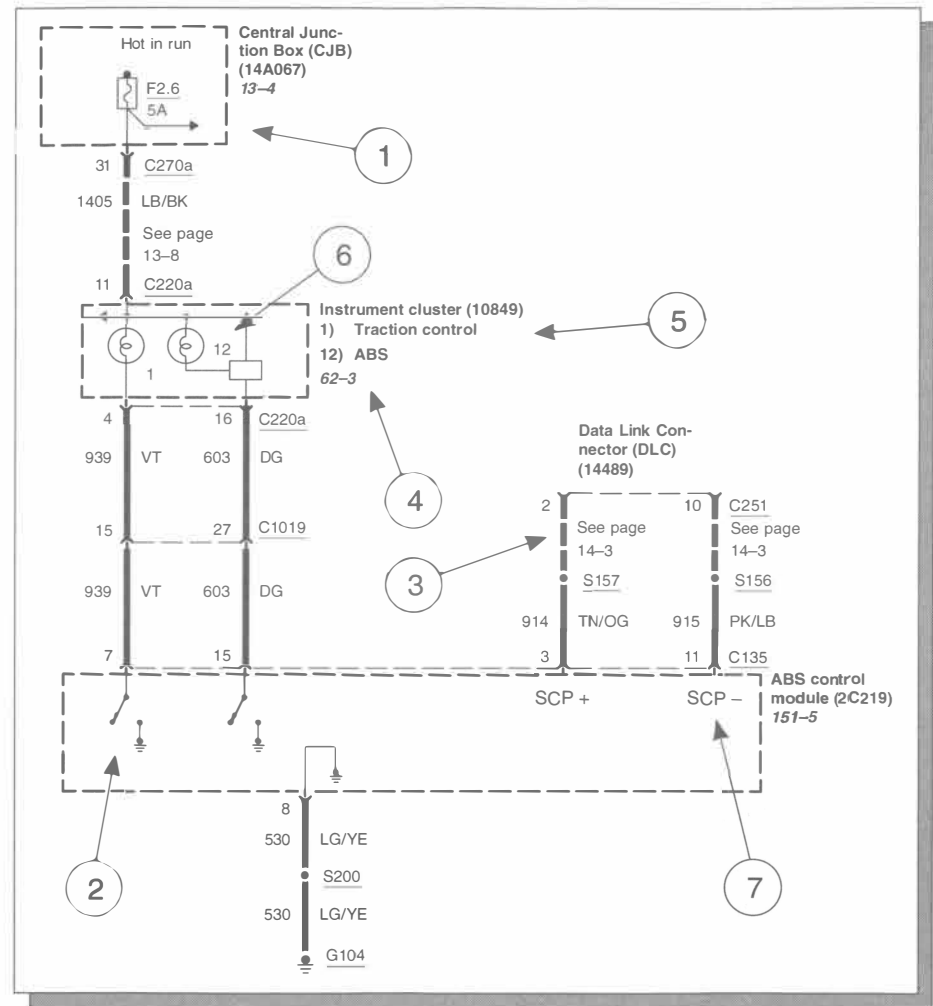 Hot in run
Central Junc-
tion Box (CJB)
(14A067)
13–4
F2.6
5A
1
31 C270a
1405 LB/BK
See page
13–8
11 C220a
6
Instrument cluster (10849)
1) Traction control
12) ABS
62–3
5
12
1
4 16 C220a
939 VT 603 DG
4
15 27 C1019
939 VT 603 DG
7 15
Data Link Con-
nector (DLC)
(14489)
2 10 C251
See page See page
14–3 14–3
3
S157 S156
914 TN/OG 915 PK/LB
3 11 C135
SCP + SCP –
ABS control
module (2C219)
151–5
2
7
8
530 LG/YE
S200
530 LG/YE
G104